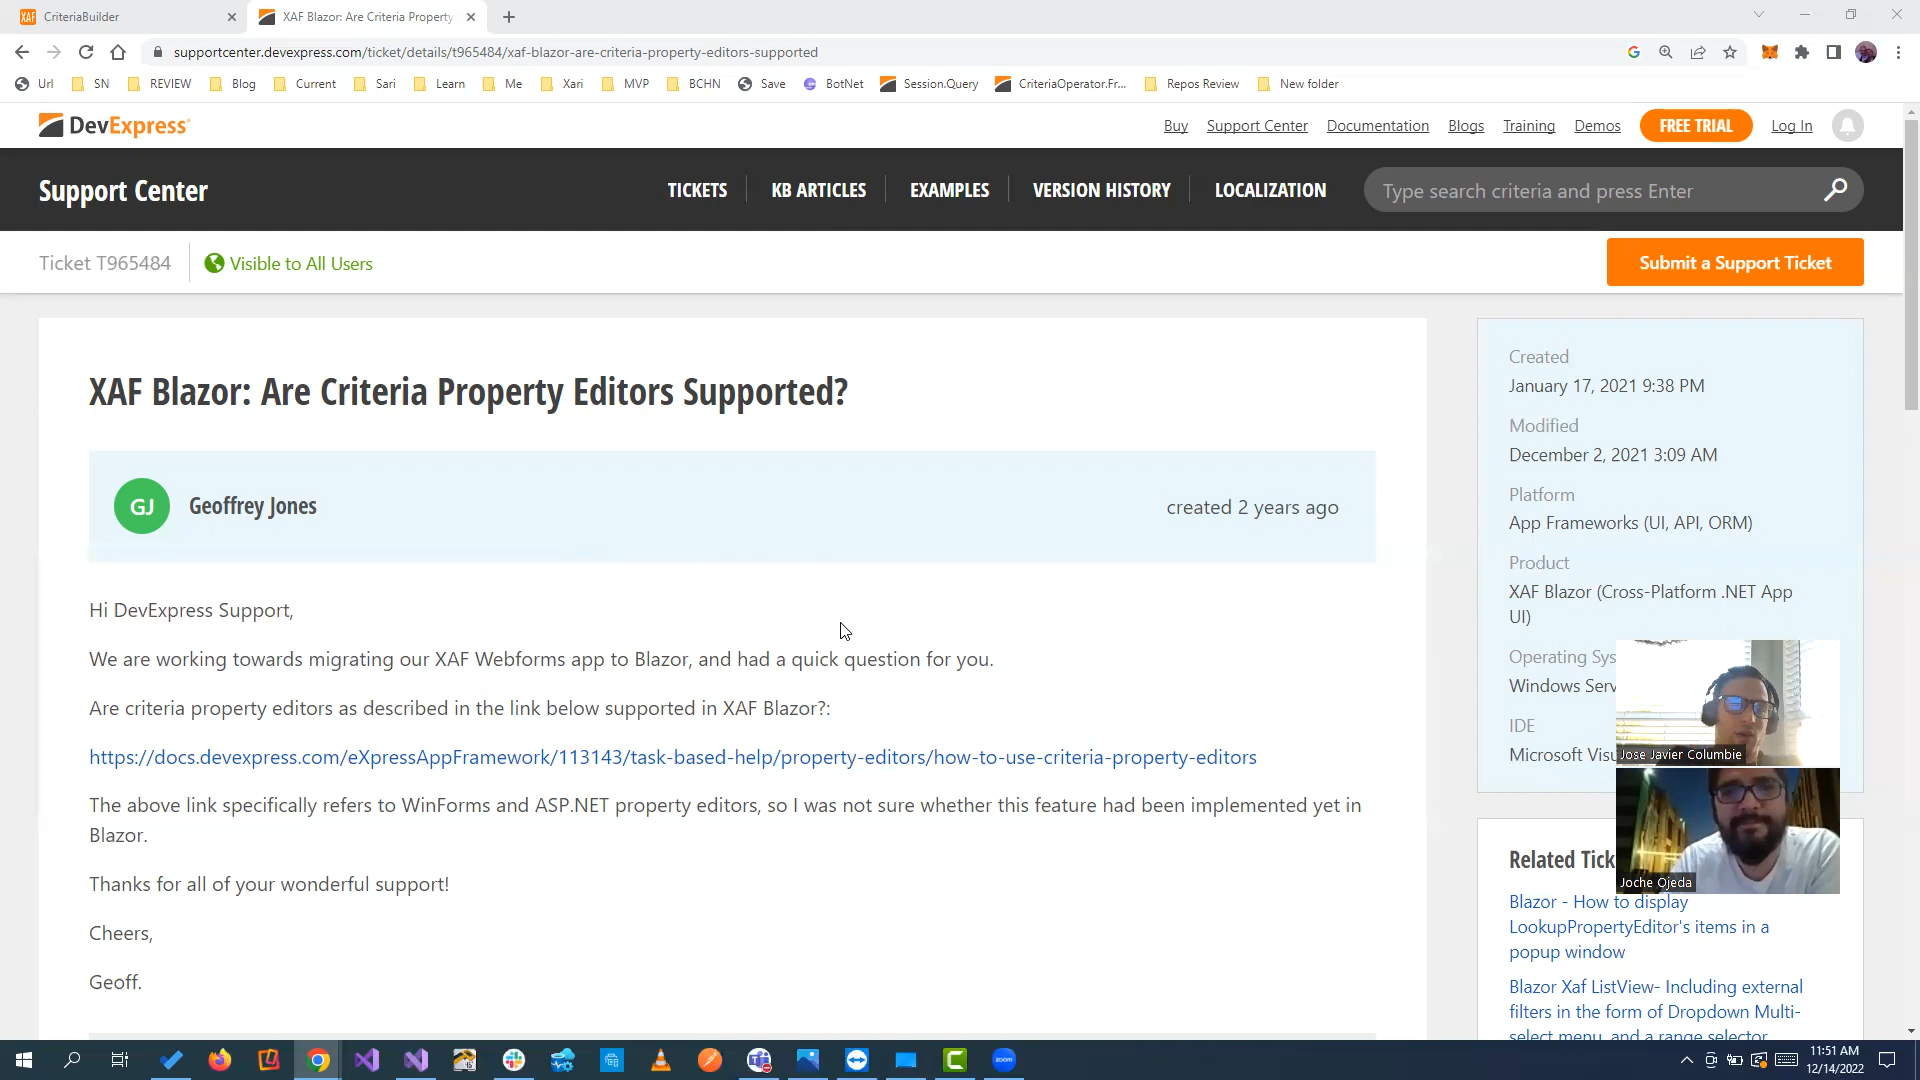 CriteriaBuilder
XAF Blazor: Are Criteria Property
supportcenter.devexpress.com/ticket/details/t965484/xaf-blazor-are-criteria-property-editors-supported
Url SN REVIEW Blog Current Sari Learn Me Xari MVP BCHN Save BotNet Session.Query CriteriaOperator.Fr... Repos Review New folder
DevExpress
Buy Support Center Documentation Blogs Training Demos FREE TRIAL Log In
Support Center
TICKETS KB ARTICLES EXAMPLES VERSION HISTORY LOCALIZATION
Type search criteria and press Enter
Ticket T965484
Visible to All Users
Submit a Support Ticket
XAF Blazor: Are Criteria Property Editors Supported?
GJ
Geoffrey Jones
created 2 years ago
Hi DevExpress Support,
We are working towards migrating our XAF Webforms app to Blazor, and had a quick question for you.
Are criteria property editors as described in the link below supported in XAF Blazor?:
https://docs.devexpress.com/eXpressAppFramework/113143/task-based-help/property-editors/how-to-use-criteria-property-editors
The above link specifically refers to WinForms and ASP.NET property editors, so I was not sure whether this feature had been implemented yet in
Blazor.
Thanks for all of your wonderful support!
Cheers,
Geoff.
Created
January 17, 2021 9:38 PM
Modified
December 2, 2021 3:09 AM
Platform
App Frameworks (UI, API, ORM)
Product
XAF Blazor (Cross-Platform .NET App
UI)
Operating Sys
Windows Serv
IDE
Microsoft Visu
Jose Javier Columbie
Joche Ojeda
Related Tick
Blazor - How to display
LookupPropertyEditor's items in a
popup window
Blazor Xaf ListView- Including external
filters in the form of Dropdown Multi-
select menu, and a range selector
zoom
11:51 AM
12/14/2022